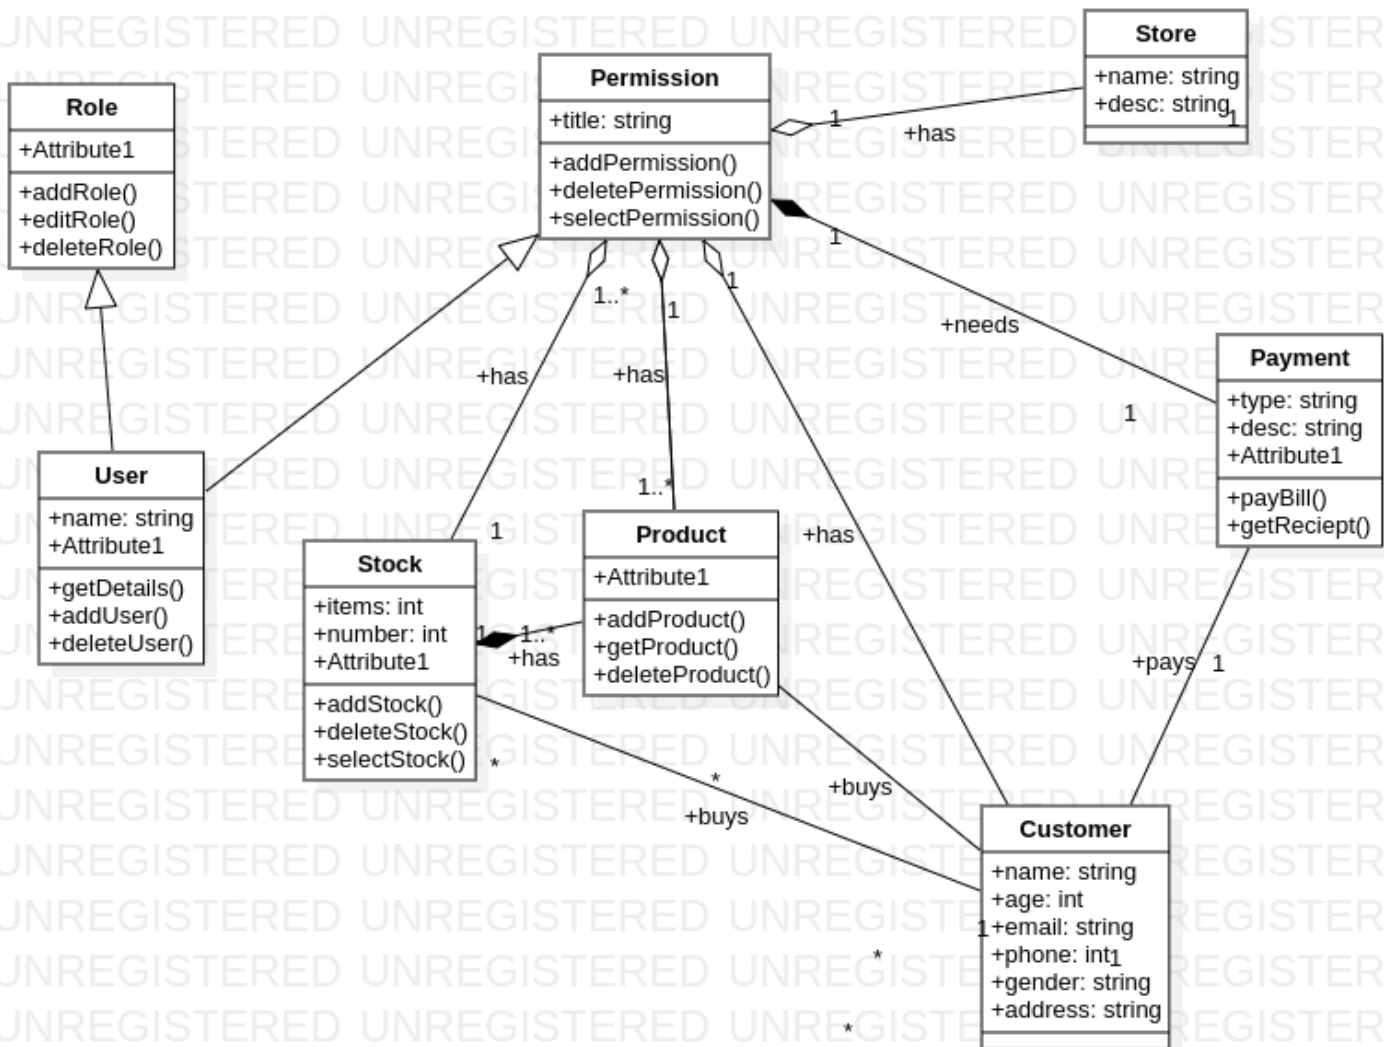 Store
+name: string
+desc: string
1
Permission
+title: string
+addPermission()
+deletePermission()
+selectPermission()
Role
+Attribute1
+addRole()
+editRole()
+deleteRole()
1
+has
1
+needs
1
1..*
1
1
+has
+has
+has
1..*
1
Payment
+type: string
+desc: string
+Attribute1
+payBill()
+getReciept()
User
+name: string
+Attribute1
+getDetails()
+addUser()
+deleteUser()
Stock
+items: int
+number: int
+Attribute1
+addStock()
+deleteStock()
+selectStock()
1
1..*
+has
Product
+Attribute1
+addProduct()
+getProduct()
+deleteProduct()
+pays
1
*
*
+buys
+buys
Customer
+name: string
+age: int
+email: string
+phone: int
+gender: string
+address: string
1
1
*
*
UNREGISTERED